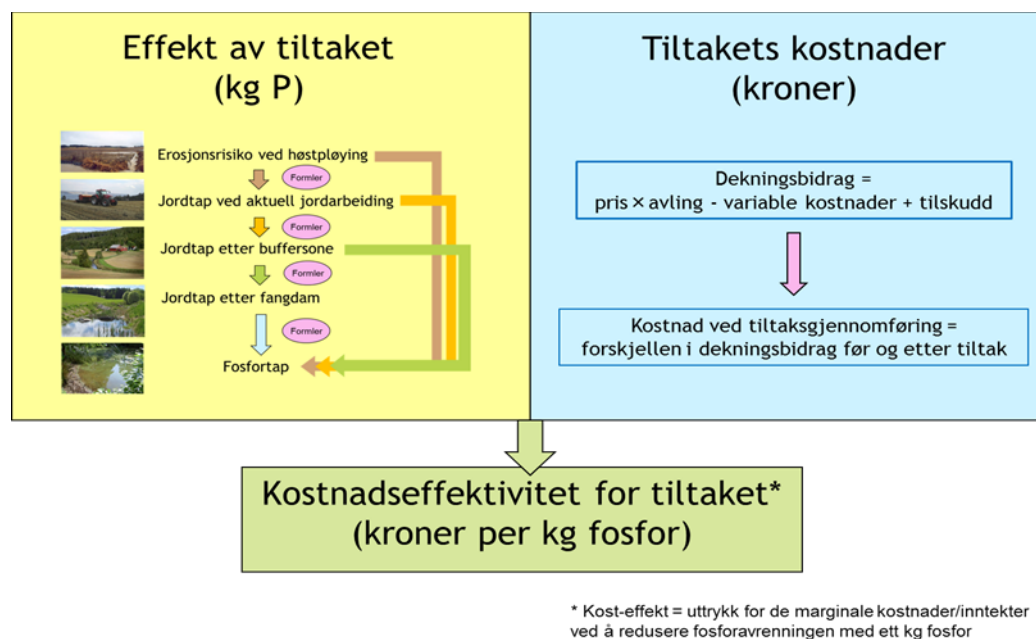 Effekt av tiltaket
(kg P)
Erosjonsrisiko ved høstpløying
Formler
Jordtap ved aktuell jordarbeiding
Formler
Jordtap etter buffersone
Formler
Jordtap etter fangdam
Formler
Fosfortap
Tiltakets kostnader
(kroner)
Dekningsbidrag =
pris × avling - variable kostnader + tilskudd
Kostnad ved tiltaksgjennomføring =
forskjellen i dekningsbidrag før og etter tiltak
Kostnadseffektivitet for tiltaket*
(kroner per kg fosfor)
* Kost-effekt = uttrykk for de marginale kostnader/inntekter
ved å redusere fosforavrenningen med ett kg fosfor